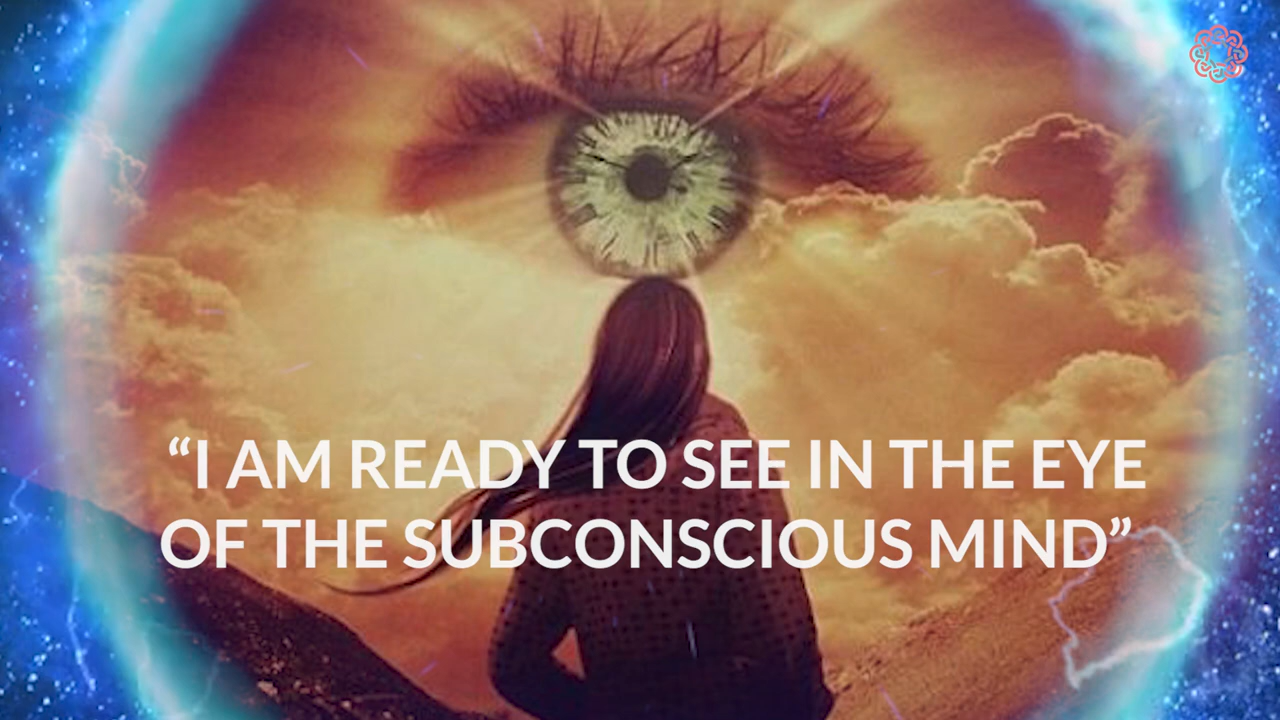 “I AM READY TO SEE IN THE EYE
OF THE SUBCONSCIOUS MIND”